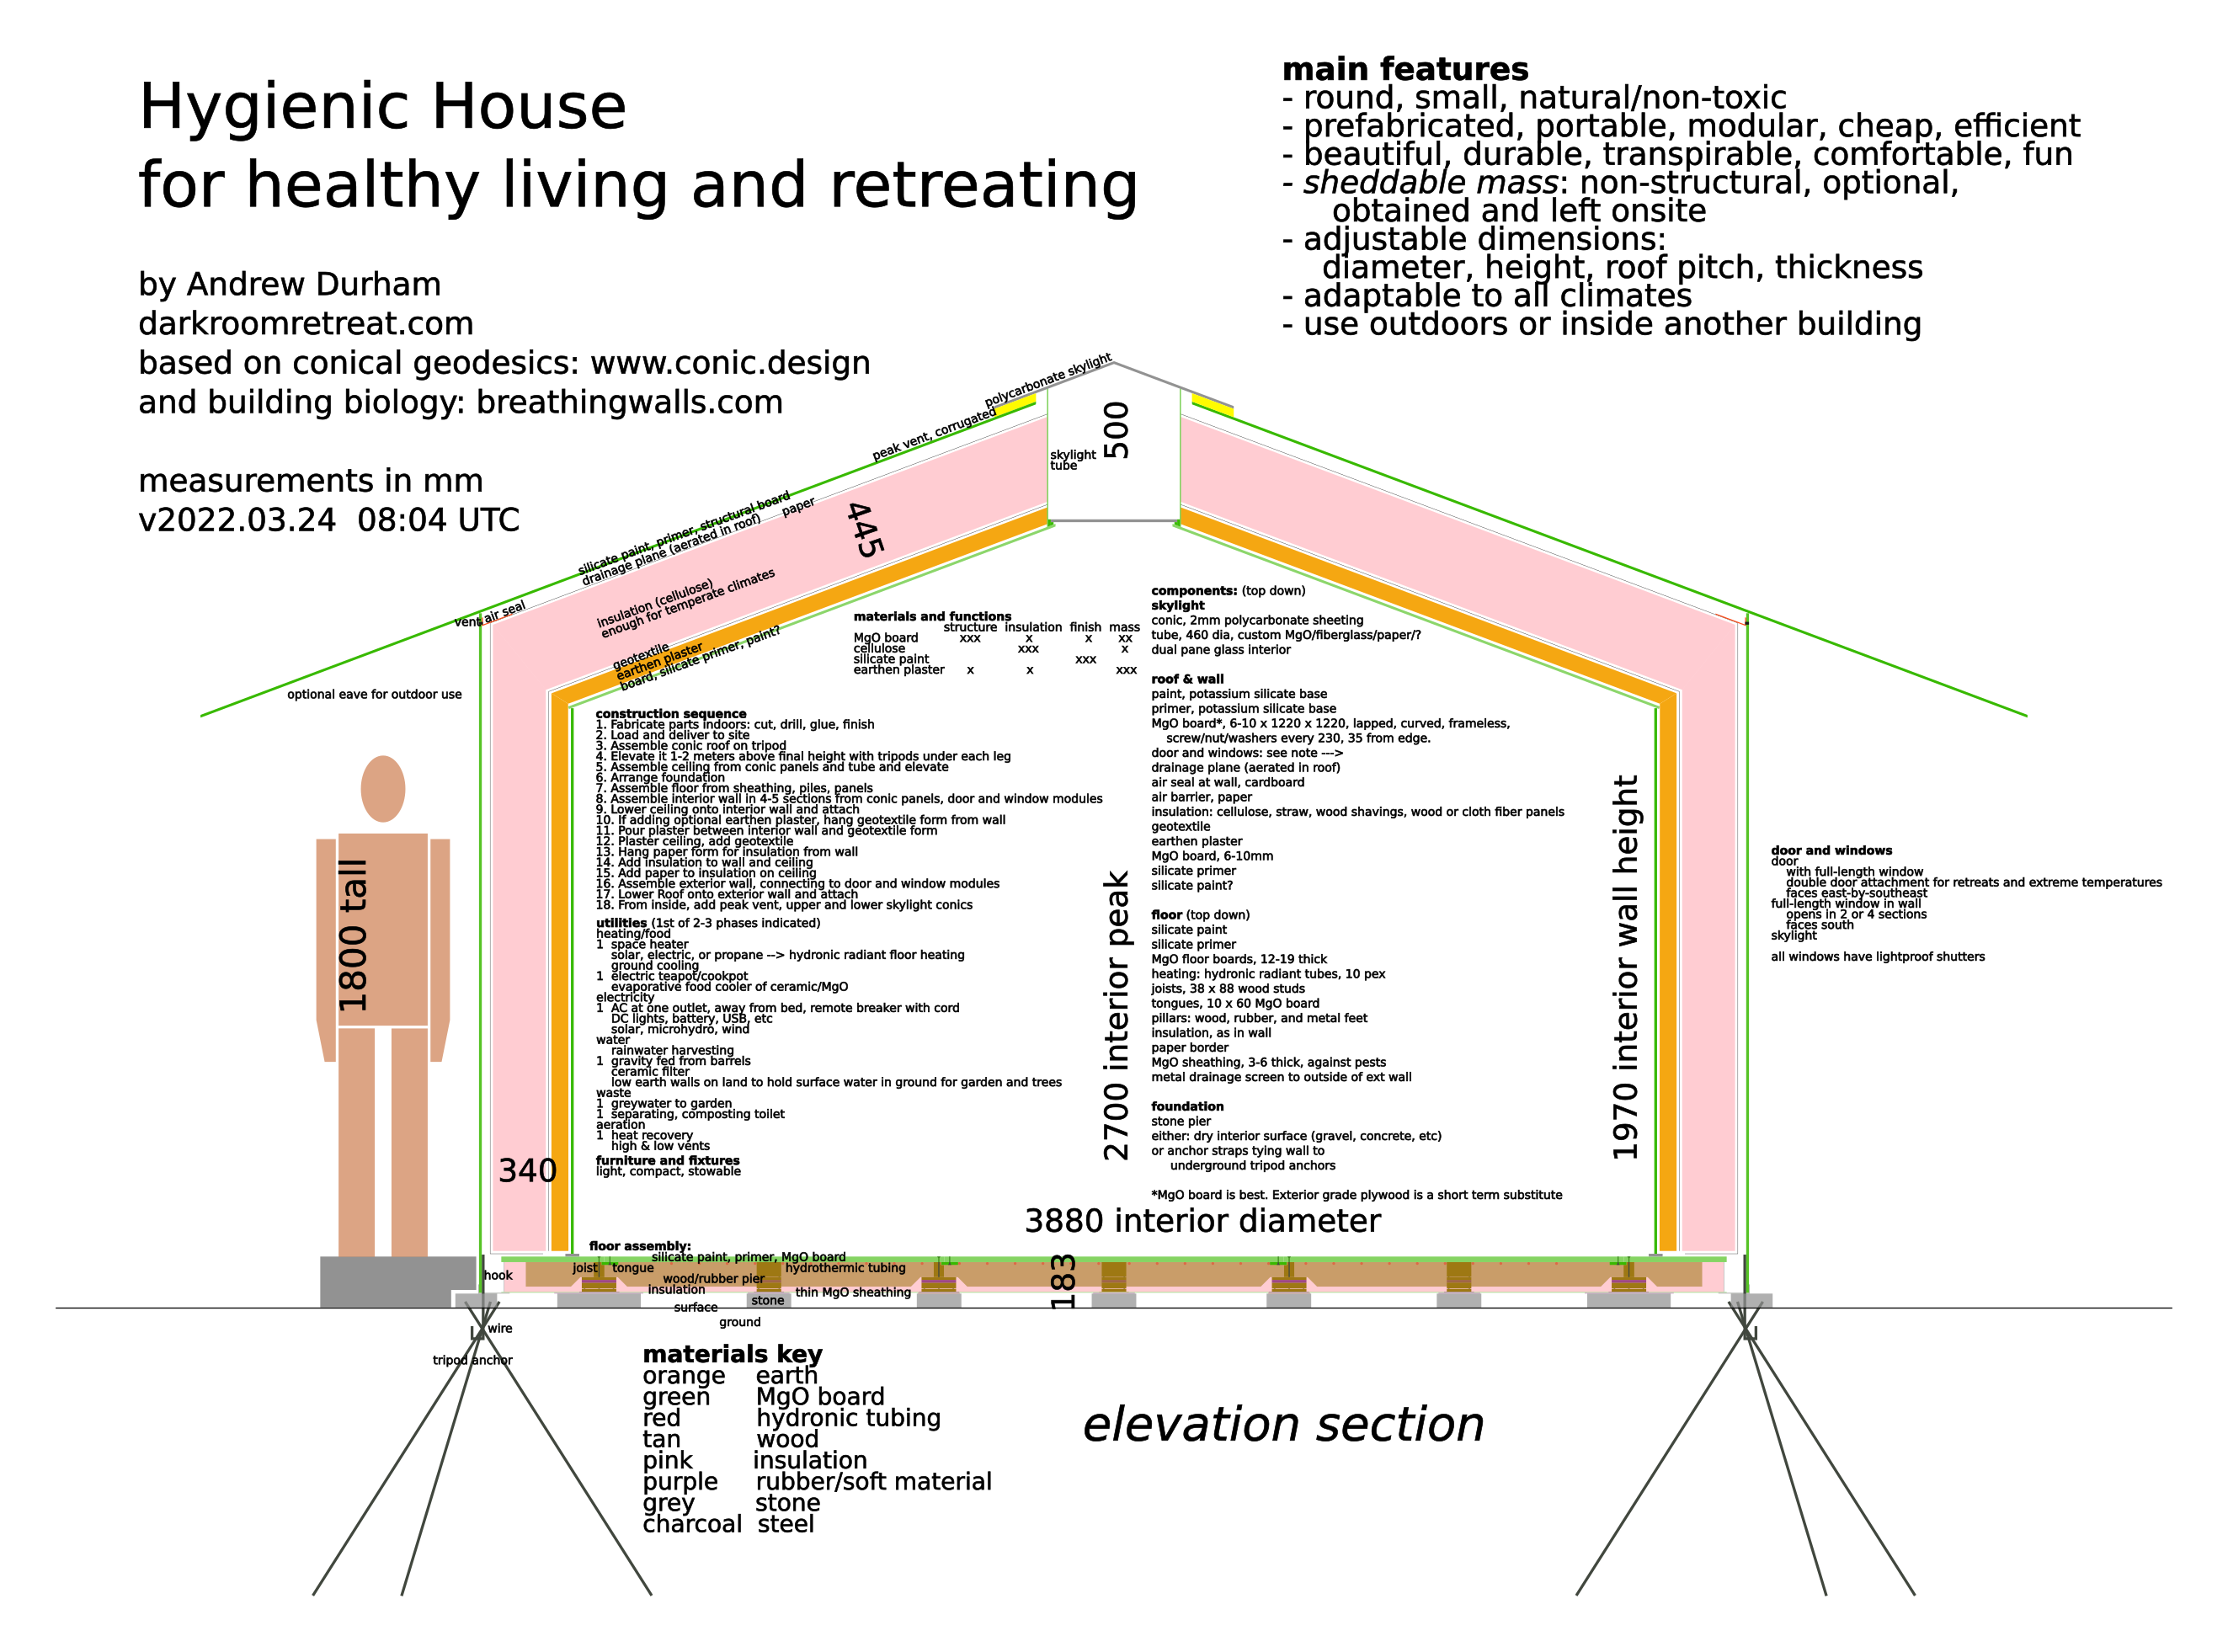 Hygienic House
for healthy living and retreating
by Andrew Durham
darkroomretreat.com
based on conical geodesics: www.conic.design
and building biology: breathingwalls.com
measurements in mm
v2022.03.24  08:04 UTC
main features
- round, small, natural/non-toxic
- prefabricated, portable, modular, cheap, efficient
- beautiful, durable, transpirable, comfortable, fun
- sheddable mass: non-structural, optional,
obtained and left onsite
- adjustable dimensions:
diameter, height, roof pitch, thickness
- adaptable to all climates
- use outdoors or inside another building
polycarbonate skylight
peak vent, corrugated
skylight
tube
500
silicate paint, primer, structural board
drainage plane (aerated in roof)
paper
445
vent
air seal
insulation (cellulose)
enough for temperate climates
geotextile
earthen plaster
board, silicate primer, paint?
optional eave for outdoor use
1800 tall
materials and functions
structure insulation finish mass
MgO board xxx x x xx
cellulose xxx x
silicate paint xxx
earthen plaster x x xxx
construction sequence
1. Fabricate parts indoors: cut, drill, glue, finish
2. Load and deliver to site
3. Assemble conic roof on tripod
4. Elevate it 1-2 meters above final height with tripods under each leg
5. Assemble ceiling from conic panels and tube and elevate
6. Arrange foundation
7. Assemble floor from sheathing, piles, panels
8. Assemble interior wall in 4-5 sections from conic panels, door and window modules
9. Lower ceiling onto interior wall and attach
10. If adding optional earthen plaster, hang geotextile form from wall
11. Pour plaster between interior wall and geotextile form
12. Plaster ceiling, add geotextile
13. Hang paper form for insulation from wall
14. Add insulation to wall and ceiling
15. Add paper to insulation on ceiling
16. Assemble exterior wall, connecting to door and window modules
17. Lower Roof onto exterior wall and attach
18. From inside, add peak vent, upper and lower skylight conics
utilities (1st of 2-3 phases indicated)
heating/food
1 space heater
solar, electric, or propane --> hydronic radiant floor heating
ground cooling
1 electric teapot/cookpot
evaporative food cooler of ceramic/MgO
electricity
1 AC at one outlet, away from bed, remote breaker with cord
DC lights, battery, USB, etc
solar, microhydro, wind
water
rainwater harvesting
1 gravity fed from barrels
ceramic filter
low earth walls on land to hold surface water in ground for garden and trees
waste
1 greywater to garden
1 separating, composting toilet
aeration
1 heat recovery
high & low vents
furniture and fixtures
light, compact, stowable
340
components: (top down)
skylight
conic, 2mm polycarbonate sheeting
tube, 460 dia, custom MgO/fiberglass/paper/?
dual pane glass interior
roof & wall
paint, potassium silicate base
primer, potassium silicate base
MgO board*, 6-10 x 1220 x 1220, lapped, curved, frameless,
screw/nut/washers every 230, 35 from edge.
door and windows: see note --->
drainage plane (aerated in roof)
air seal at wall, cardboard
air barrier, paper
insulation: cellulose, straw, wood shavings, wood or cloth fiber panels
geotextile
earthen plaster
MgO board, 6-10mm
silicate primer
silicate paint?
floor (top down)
silicate paint
silicate primer
MgO floor boards, 12-19 thick
heating: hydronic radiant tubes, 10 pex
joists, 38 x 88 wood studs
tongues, 10 x 60 MgO board
pillars: wood, rubber, and metal feet
insulation, as in wall
paper border
MgO sheathing, 3-6 thick, against pests
metal drainage screen to outside of ext wall
foundation
stone pier
either: dry interior surface (gravel, concrete, etc)
or anchor straps tying wall to
underground tripod anchors
*MgO board is best. Exterior grade plywood is a short term substitute
2700 interior peak
1970 interior wall height
3880 interior diameter
door and windows
door
with full-length window
double door attachment for retreats and extreme temperatures
faces east-by-southeast
full-length window in wall
opens in 2 or 4 sections
faces south
skylight
all windows have lightproof shutters
floor assembly:
silicate paint, primer, MgO board
joist
tongue
hydrothermic tubing
wood/rubber pier
insulation
thin MgO sheathing
stone
surface
ground
183
hook
wire
tripod anchor
materials key
orange earth
green MgO board
red hydronic tubing
tan wood
pink insulation
purple rubber/soft material
grey stone
charcoal steel
elevation section